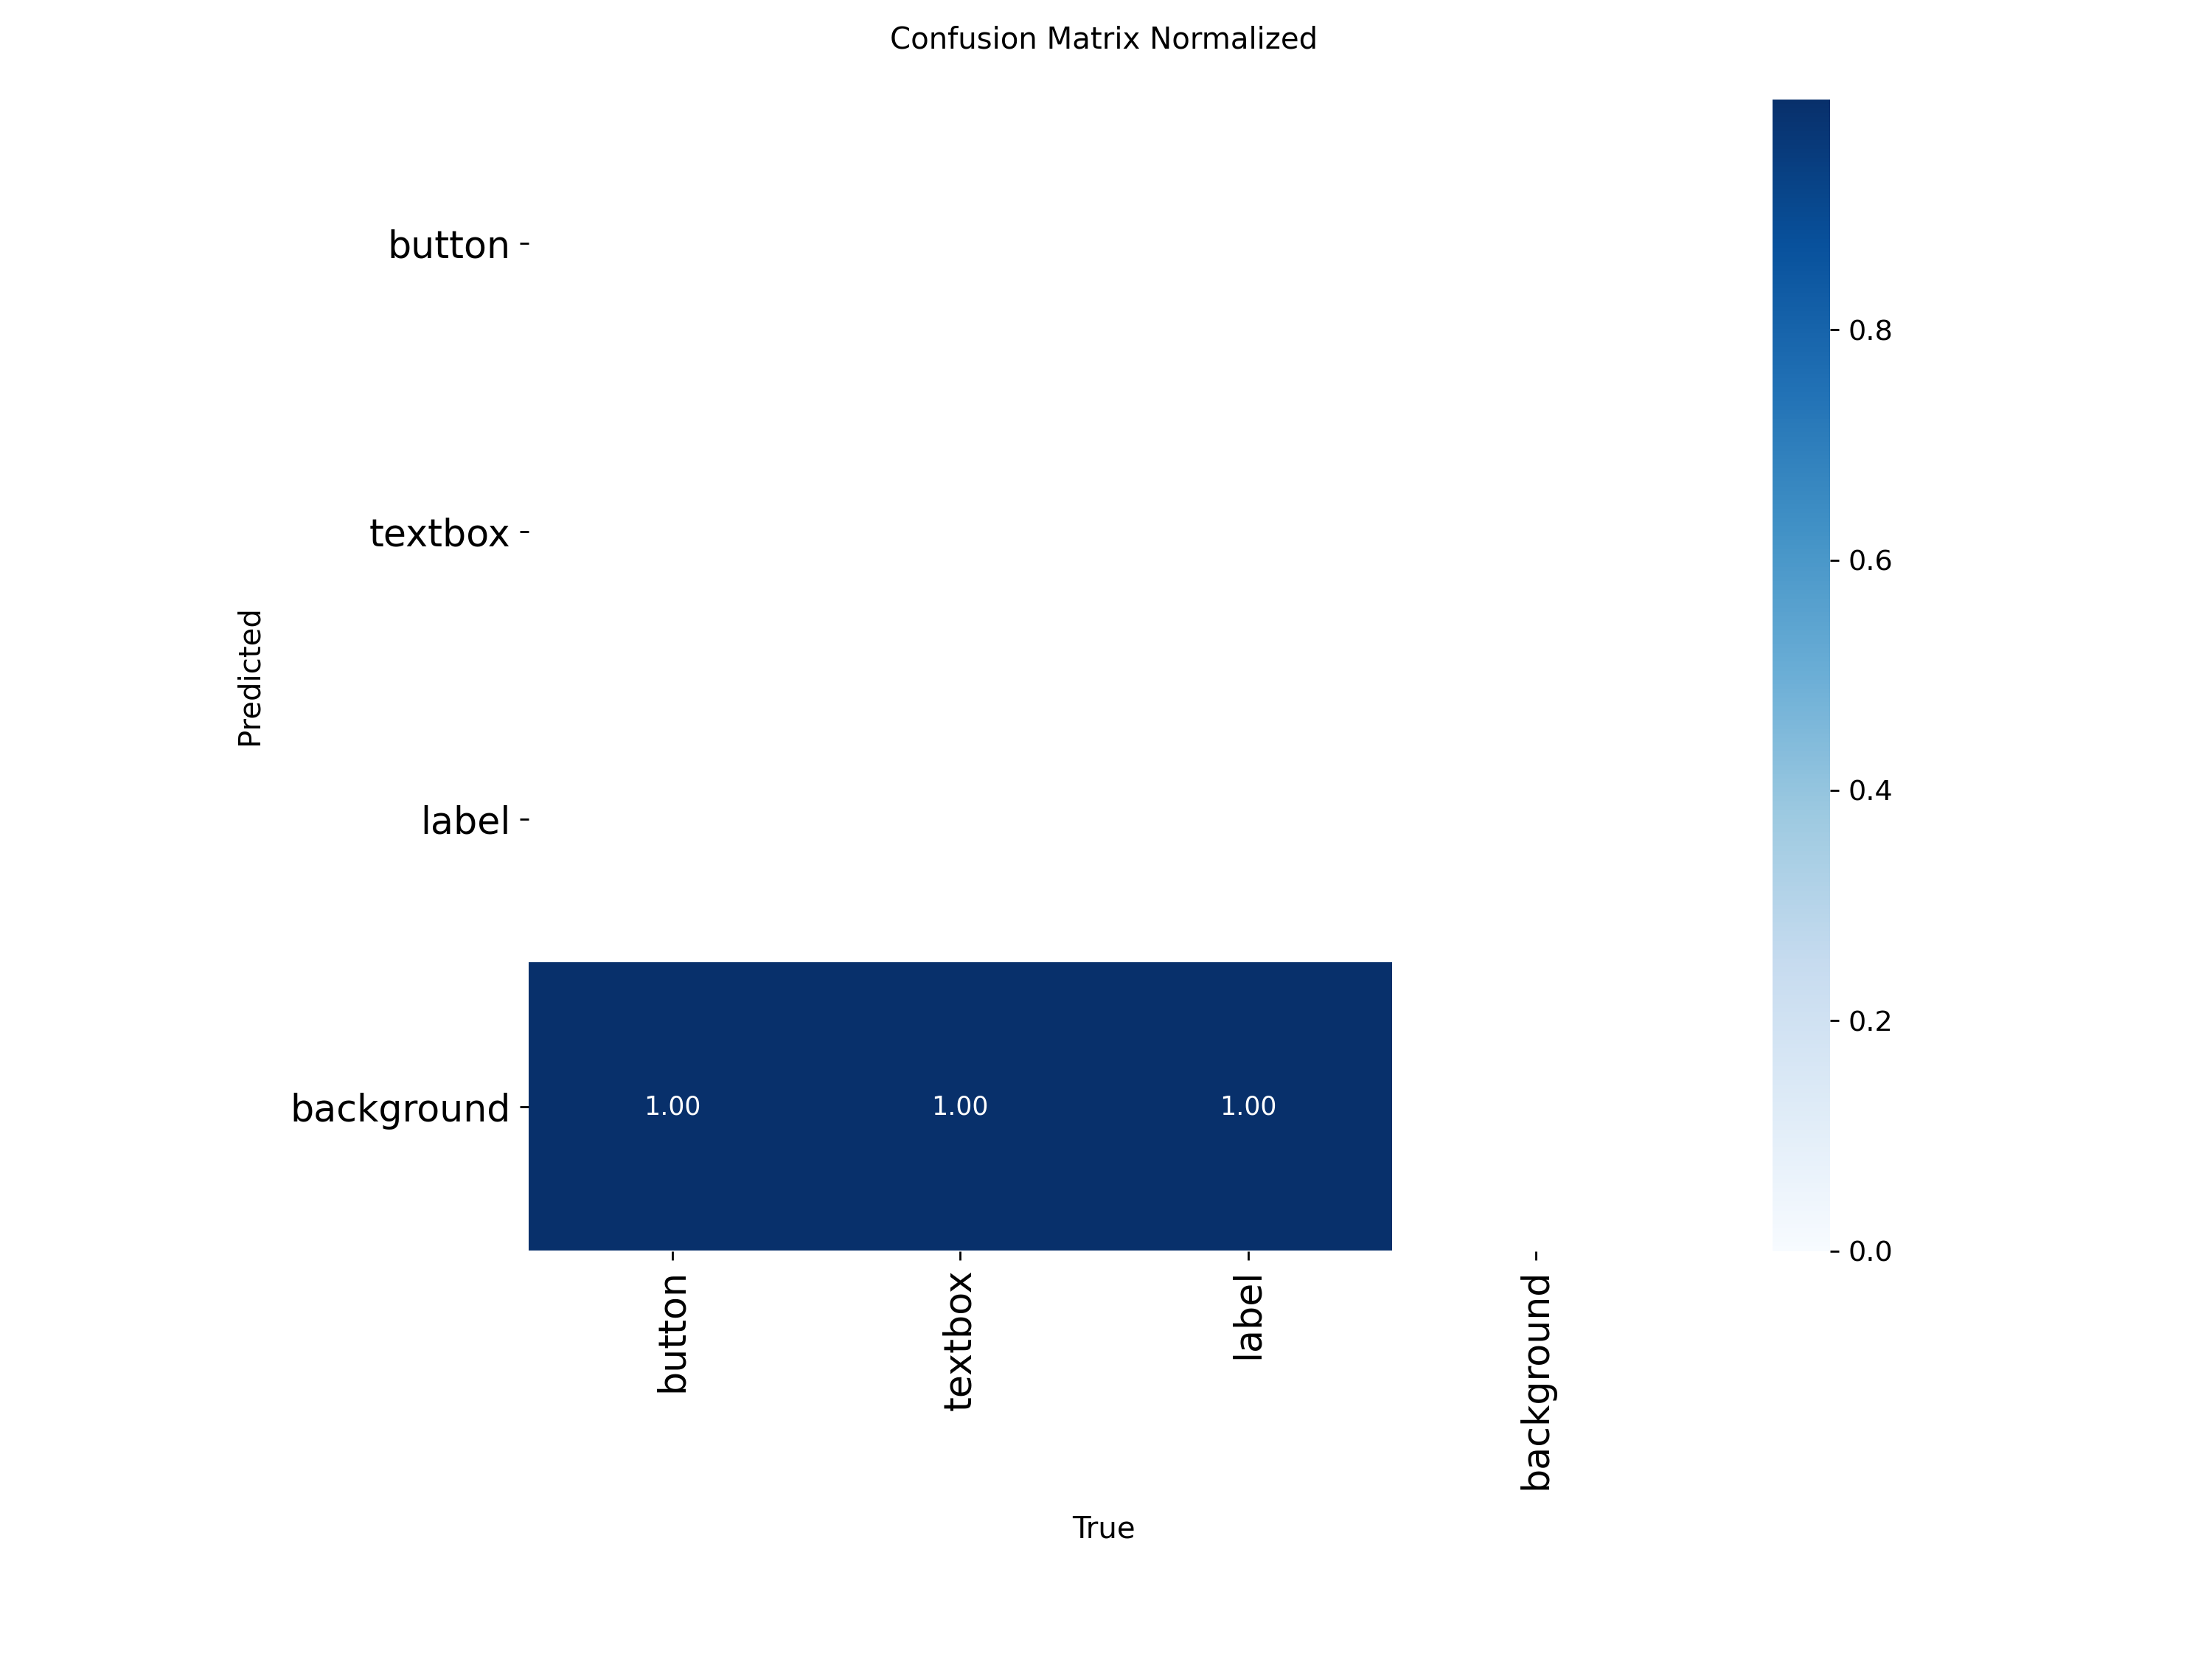 Confusion Matrix Normalized
button
textbox
label
background
Predicted
1.00 1.00 1.00
button
textbox
label
background
True
0.8
0.6
0.4
0.2
0.0